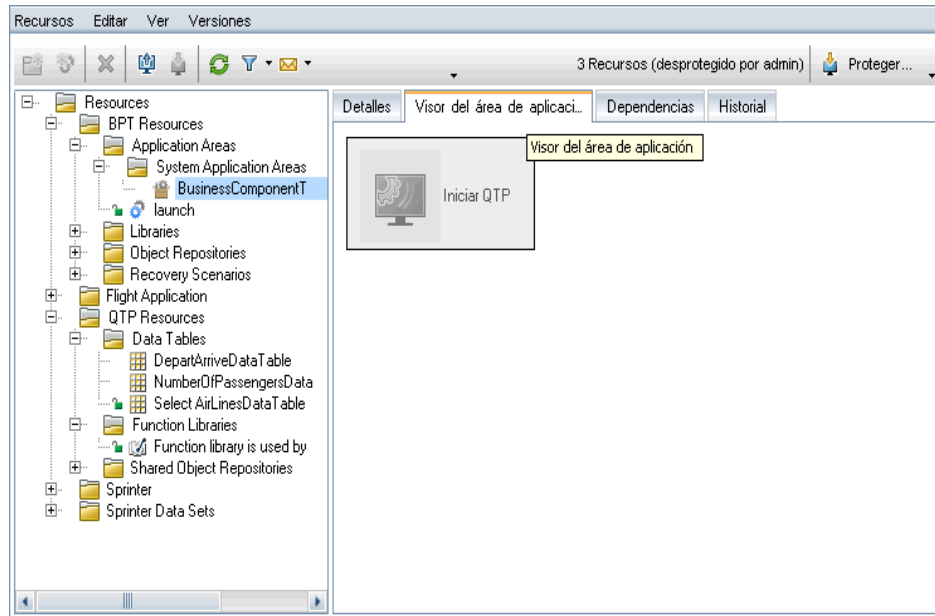 Recursos Editar Ver Versiones
3 Recursos (desprotegido por admin) Proteger...
Resources
BPT Resources
Application Areas
System Application Areas
BusinessComponentT
launch
Libraries
Object Repositories
Recovery Scenarios
Flight Application
QTP Resources
Data Tables
DepartArriveDataTable
NumberOfPassengersData
Select AirLinesDataTable
Function Libraries
Function library is used by
Shared Object Repositories
Sprinter
Sprinter Data Sets
Detalles Visor del área de aplicaci... Dependencias Historial
Visor del área de aplicación
Iniciar QTP